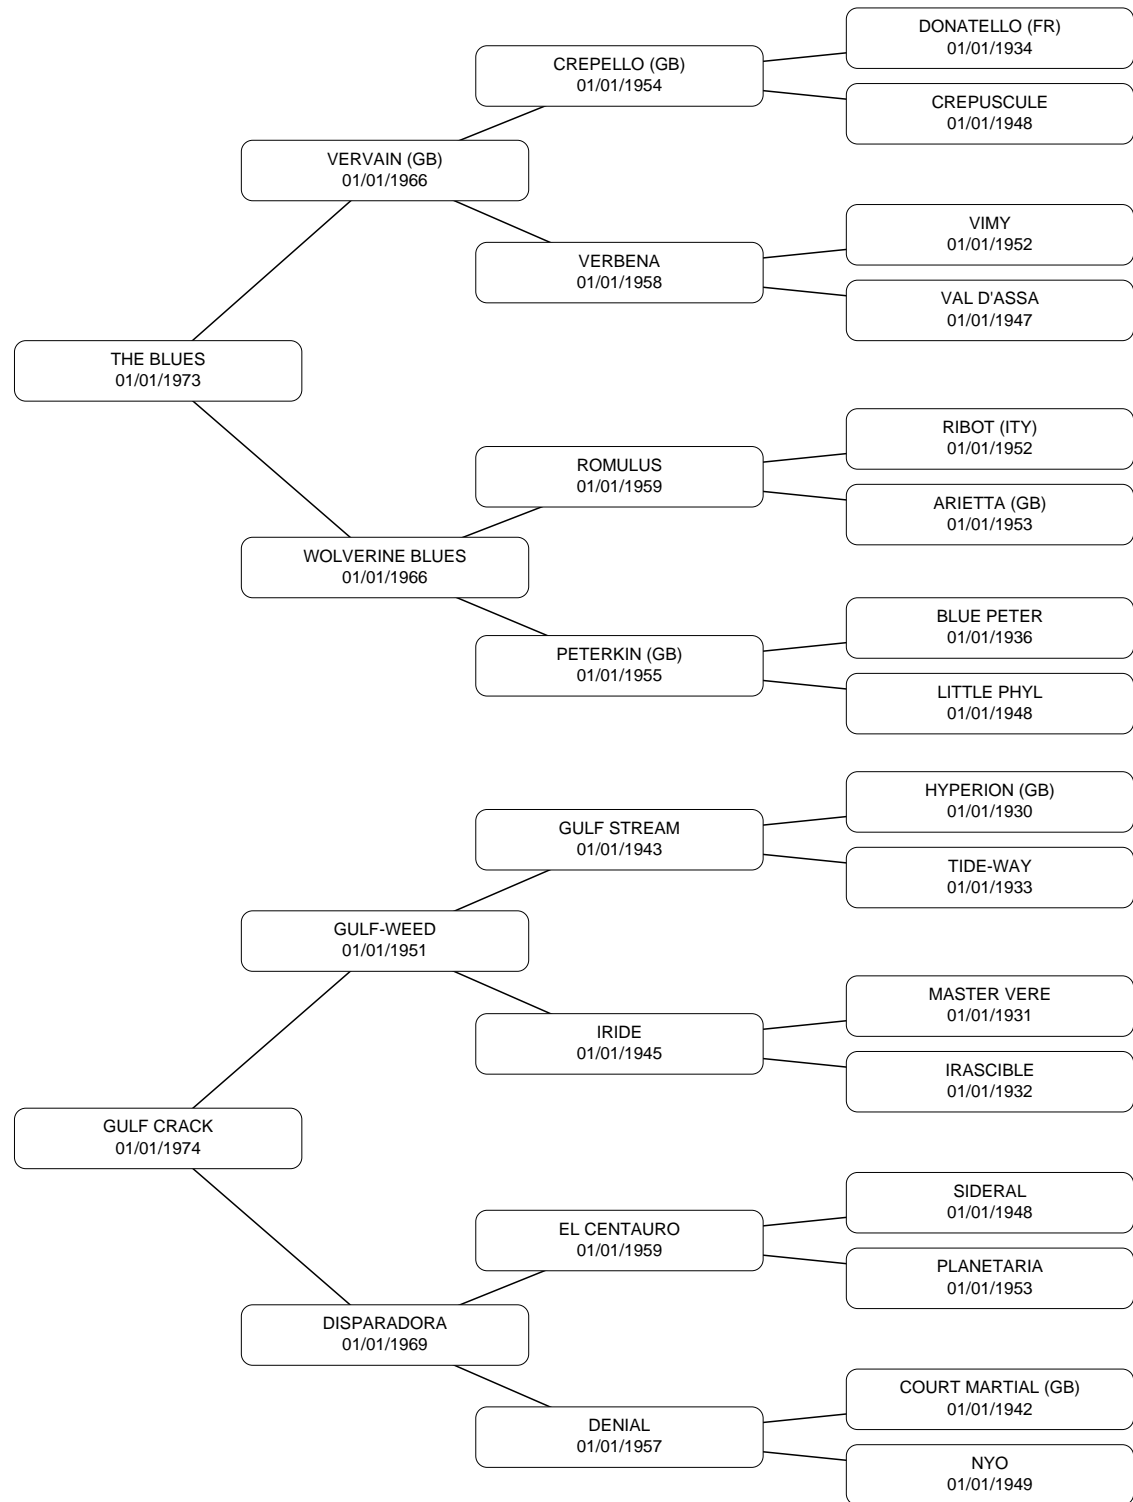 DONATELLO (FR)
01/01/1934
CREPELLO (GB)
01/01/1954
CREPUSCULE
01/01/1948
VERVAIN (GB)
01/01/1966
VIMY
01/01/1952
VERBENA
01/01/1958
VAL D'ASSA
01/01/1947
THE BLUES
01/01/1973
RIBOT (ITY)
01/01/1952
ROMULUS
01/01/1959
ARIETTA (GB)
01/01/1953
WOLVERINE BLUES
01/01/1966
BLUE PETER
01/01/1936
PETERKIN (GB)
01/01/1955
LITTLE PHYL
01/01/1948
HYPERION (GB)
01/01/1930
GULF STREAM
01/01/1943
TIDE-WAY
01/01/1933
GULF-WEED
01/01/1951
MASTER VERE
01/01/1931
IRIDE
01/01/1945
IRASCIBLE
01/01/1932
GULF CRACK
01/01/1974
SIDERAL
01/01/1948
EL CENTAURO
01/01/1959
PLANETARIA
01/01/1953
DISPARADORA
01/01/1969
COURT MARTIAL (GB)
01/01/1942
DENIAL
01/01/1957
NYO
01/01/1949